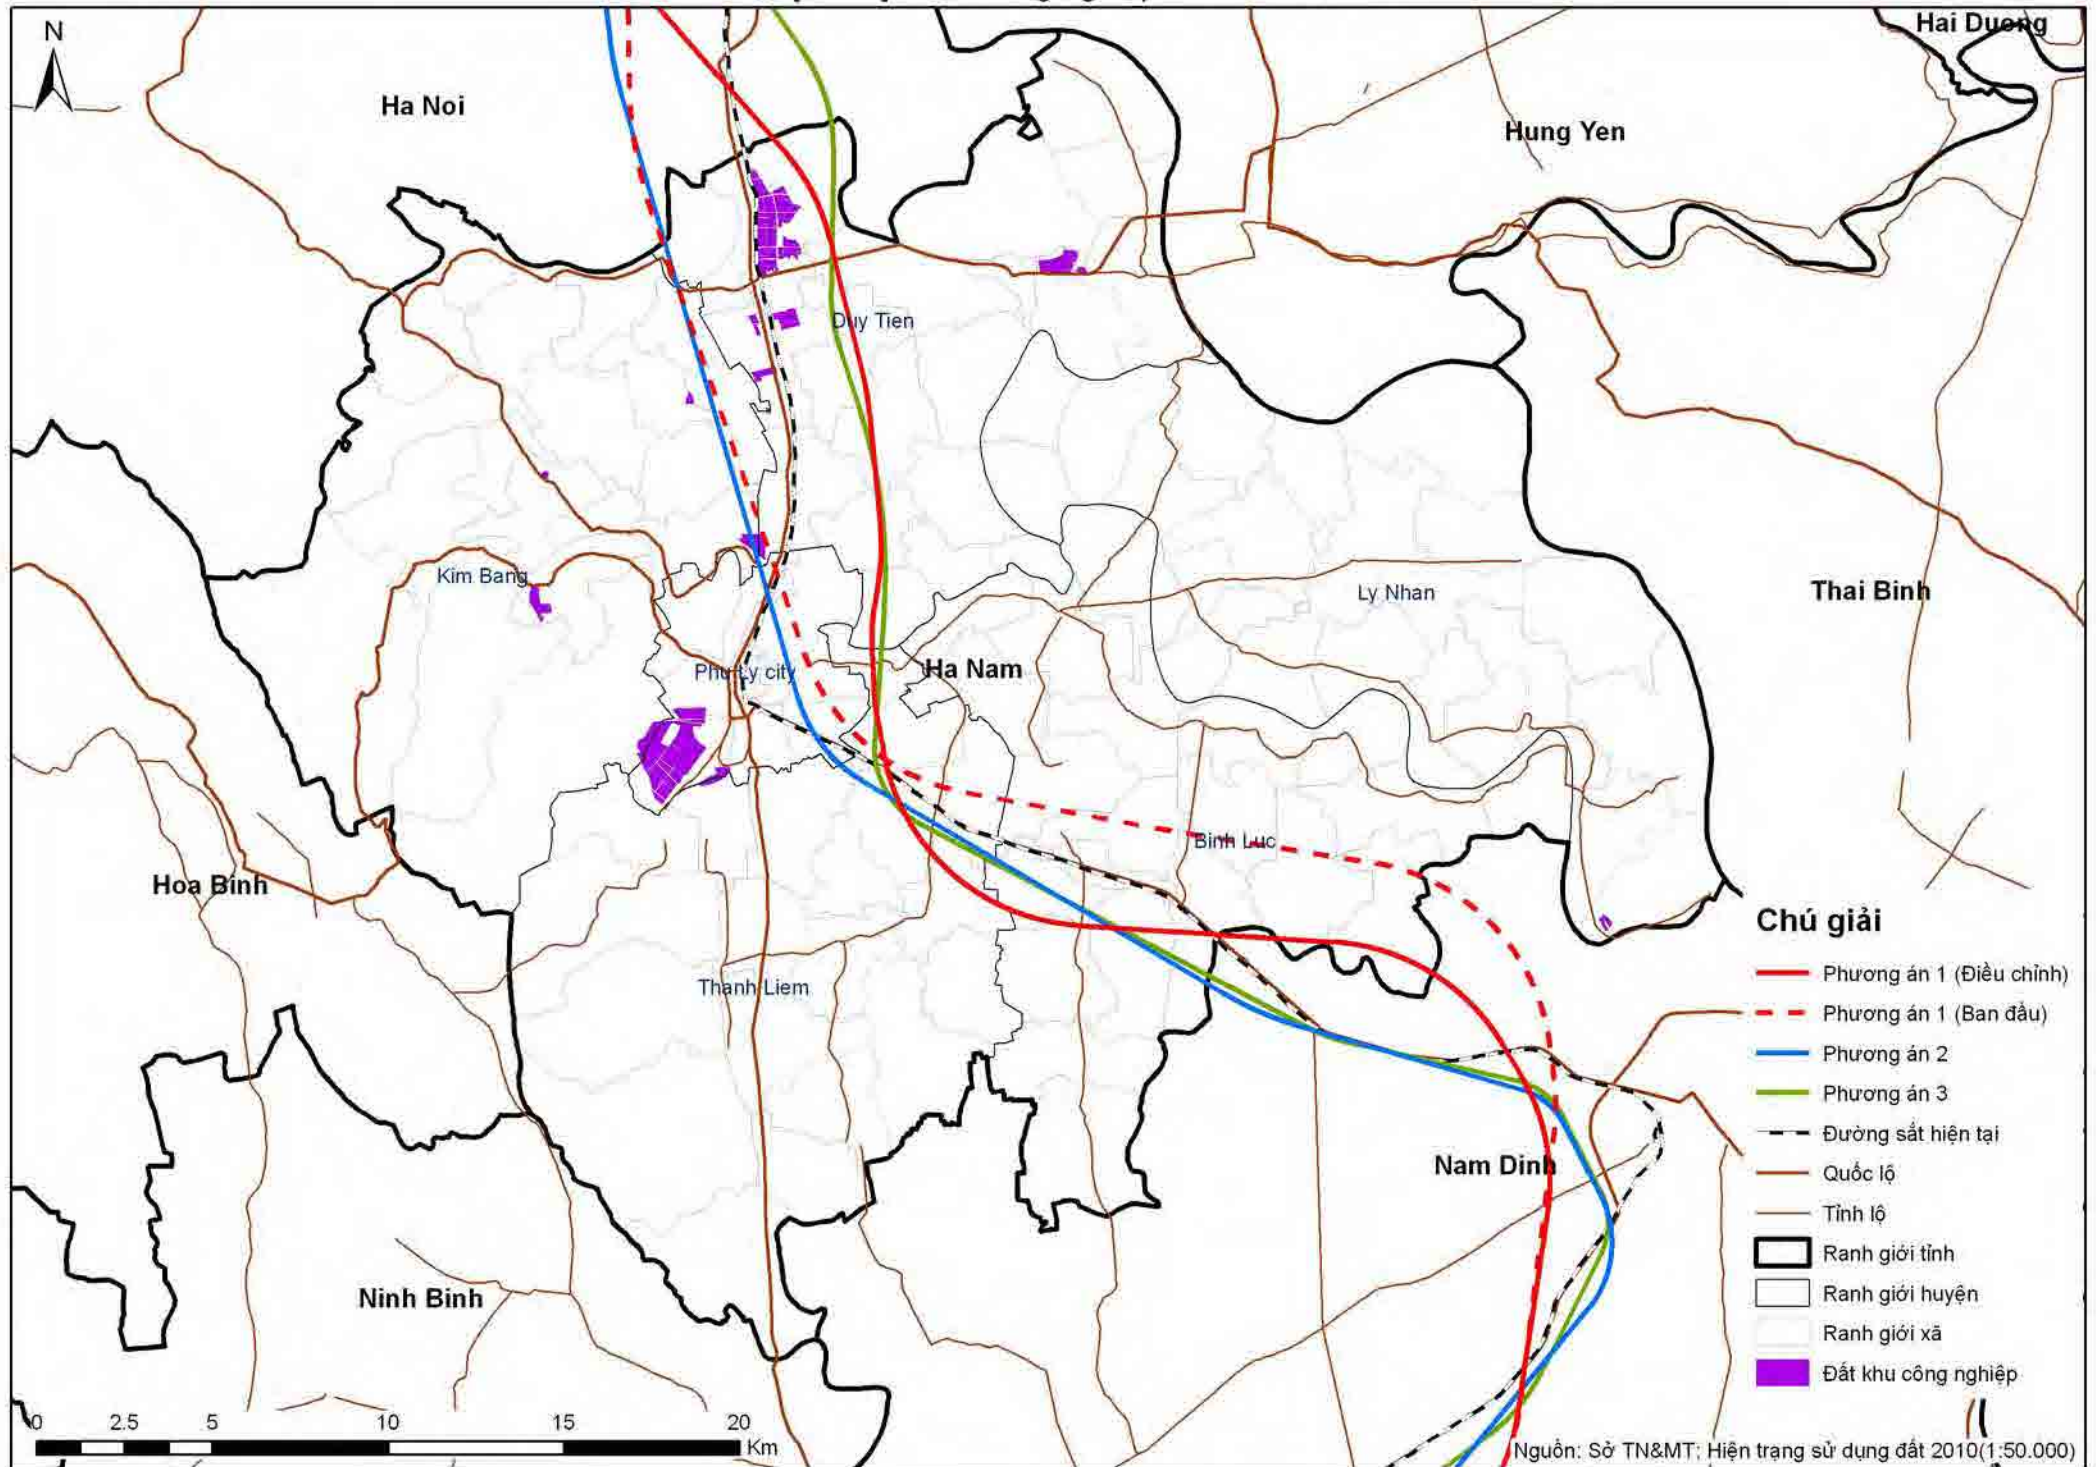 N
Hai Duong
Ha Noi
Hung Yen
Duy Tien
Kim Bang
Ly Nhan
Thai Binh
Phu Ly city
Ha Nam
Binh Luc
Hoa Binh
Thanh Liem
Nam Dinh
Ninh Binh
Chú giải
Phương án 1 (Điều chỉnh)
Phương án 1 (Ban đầu)
Phương án 2
Phương án 3
Đường sắt hiện tại
Quốc lộ
Tỉnh lộ
Ranh giới tỉnh
Ranh giới huyện
Ranh giới xã
Đất khu công nghiệp
0 2.5 5 10 15 20
Km
Nguồn: Sở TN&MT; Hiện trạng sử dụng đất 2010(1:50.000)